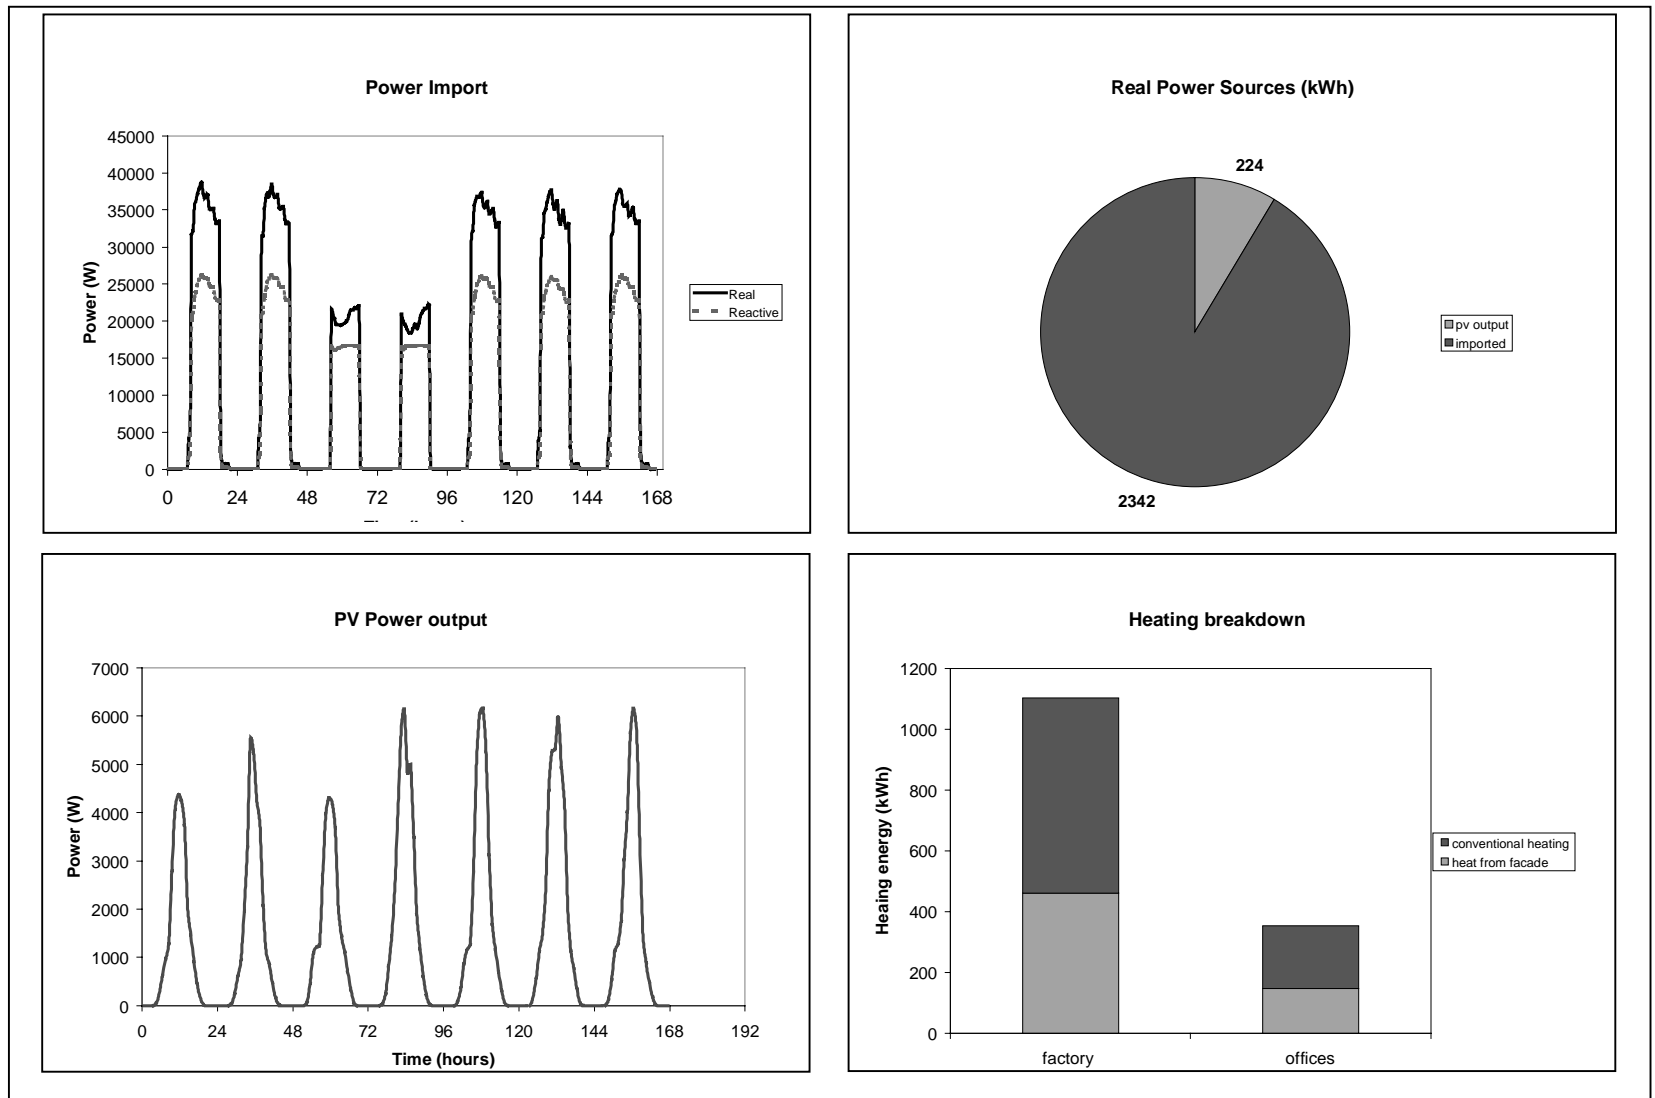 Power Import
45000
40000
35000
30000
25000
20000
15000
10000
5000
0
Power (W)
0 24 48 72 96 120 144 168
Real
Reactive
Real Power Sources (kWh)
224
2342
pv output
imported
PV Power output
7000
6000
5000
4000
3000
2000
1000
0
Power (W)
0 24 48 72 96 120 144 168 192
Time (hours)
Heating breakdown
1200
1000
800
600
400
200
0
Heaing energy (kWh)
factory offices
conventional heating
heat from facade